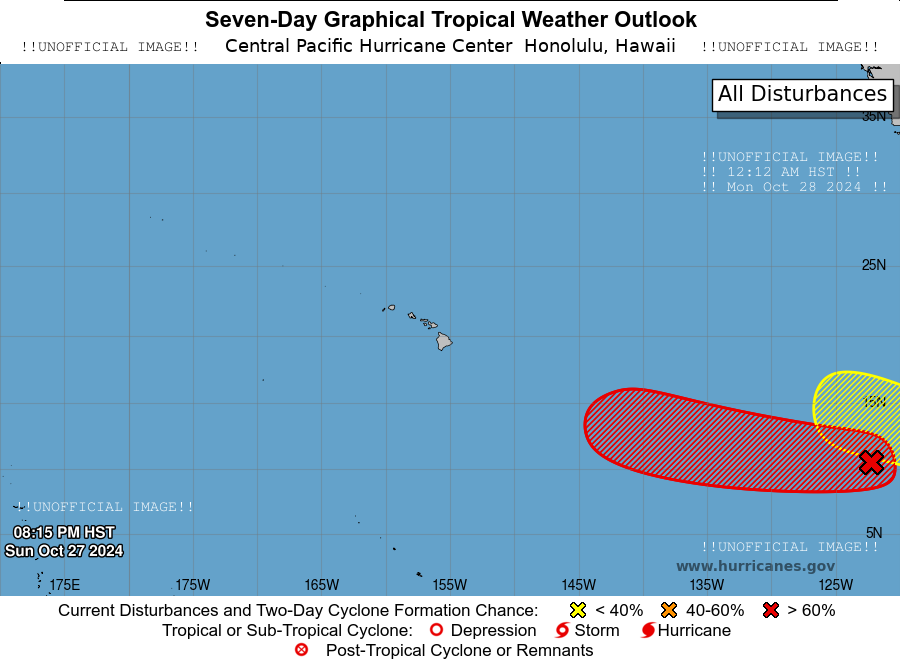 Seven-Day Graphical Tropical Weather Outlook
!!UNOFFICIAL IMAGE!! Central Pacific Hurricane Center Honolulu, Hawaii !!UNOFFICIAL IMAGE!!
All Disturbances
35N
!!UNOFFICIAL IMAGE!!
!! 12:12 AM HST !!
!! Mon Oct 28 2024 !!
25N
15N
!!UNOFFICIAL IMAGE!!
08:15 PM HST
5N
Sun Oct 27 2024
!!UNOFFICIAL IMAGE!!
www.hurricanes.gov
175E 175W 165W 155W 145W 135W 125W
Current Disturbances and Two-Day Cyclone Formation Chance: < 40% 40-60% > 60%
Tropical or Sub-Tropical Cyclone: Depression Storm Hurricane
Post-Tropical Cyclone or Remnants